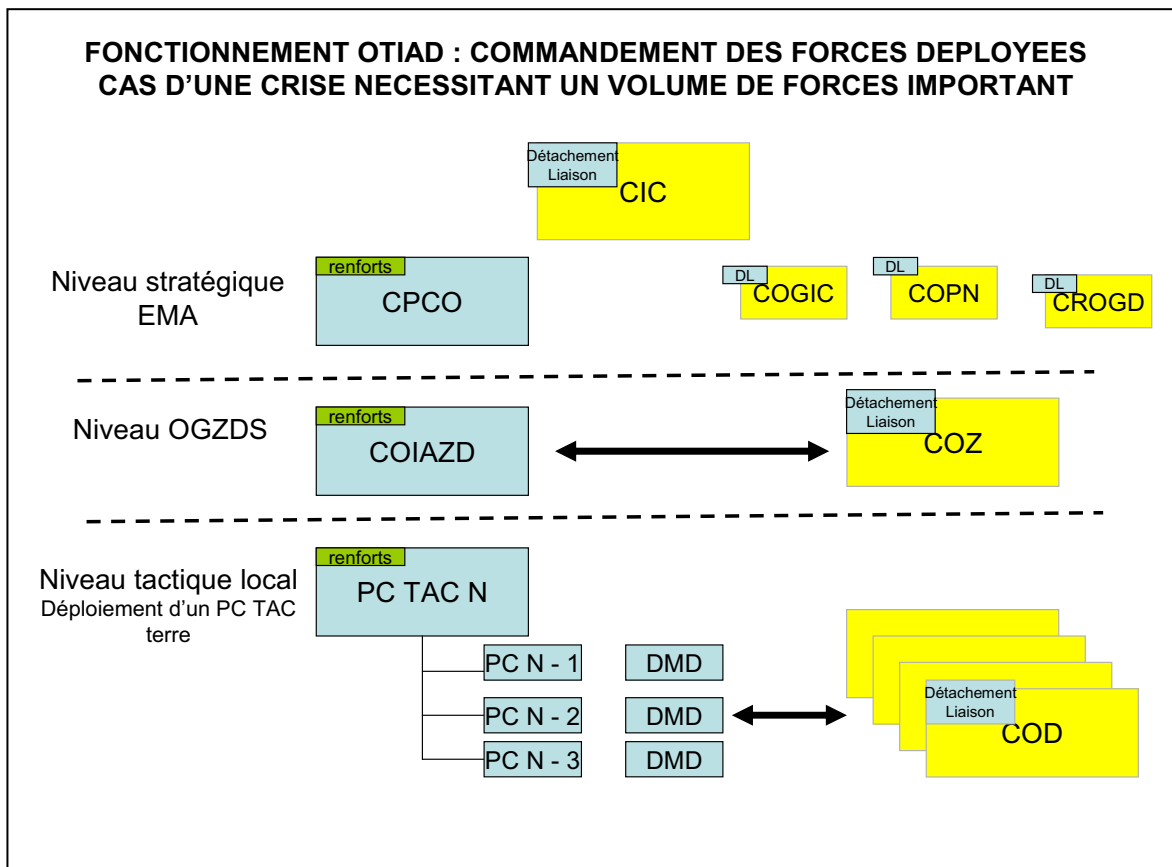 FONCTIONNEMENT OTIAD : COMMANDEMENT DES FORCES DEPLOYEES
CAS D'UNE CRISE NECESSITANT UN VOLUME DE FORCES IMPORTANT
Détachement
Liaison
CIC
Niveau stratégique
EMA
renforts
CPCO
DL
COGIC
DL
COPN
DL
CROGD
Niveau OGZDS
renforts
COIAZD
Détachement
Liaison
COZ
Niveau tactique local
Déploiement d'un PC TAC
terre
renforts
PC TAC N
PC N - 1
DMD
PC N - 2
DMD
PC N - 3
DMD
Détachement
Liaison
COD